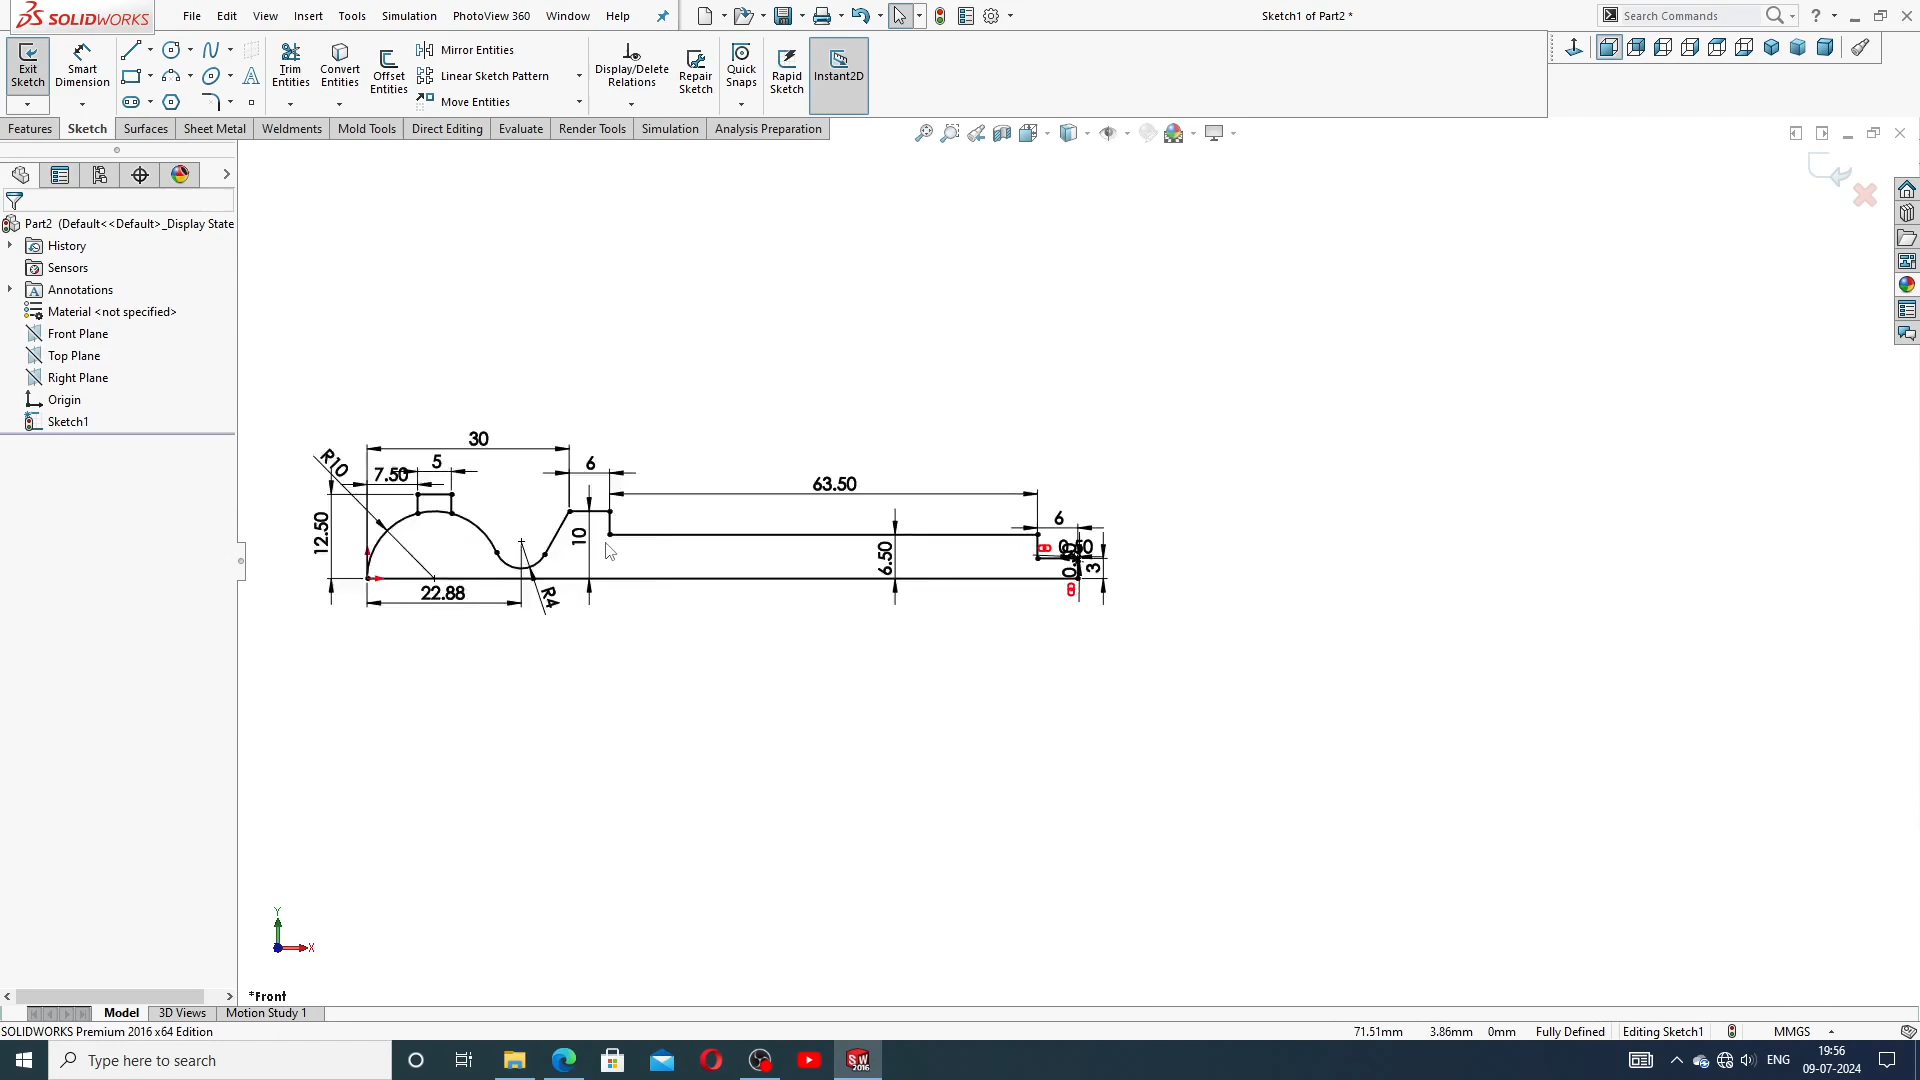 SOLIDWORKS
File Edit View Insert Tools Simulation PhotoView 360 Window Help
Sketch1 of Part2 *
Search Commands
Exit Sketch
Smart Dimension
Trim Entities
Convert Entities
Offset Entities
Mirror Entities
Linear Sketch Pattern
Move Entities
Display/Delete Relations
Repair Sketch
Quick Snaps
Rapid Sketch
Instant2D
Features Sketch Surfaces Sheet Metal Weldments Mold Tools Direct Editing Evaluate Render Tools Simulation Analysis Preparation
Part2 (Default<<Default>_Display State
History
Sensors
Annotations
Material <not specified>
Front Plane
Top Plane
Right Plane
Origin
Sketch1
30
R10
7.50
5
6
63.50
12.50
10
6.50
6
0.50
3
22.88
R4
Y
X
*Front
Model 3D Views Motion Study 1
SOLIDWORKS Premium 2016 x64 Edition
71.51mm 3.86mm 0mm Fully Defined Editing Sketch1 MMGS
Type here to search
SW
2016
ENG
19:56
09-07-2024